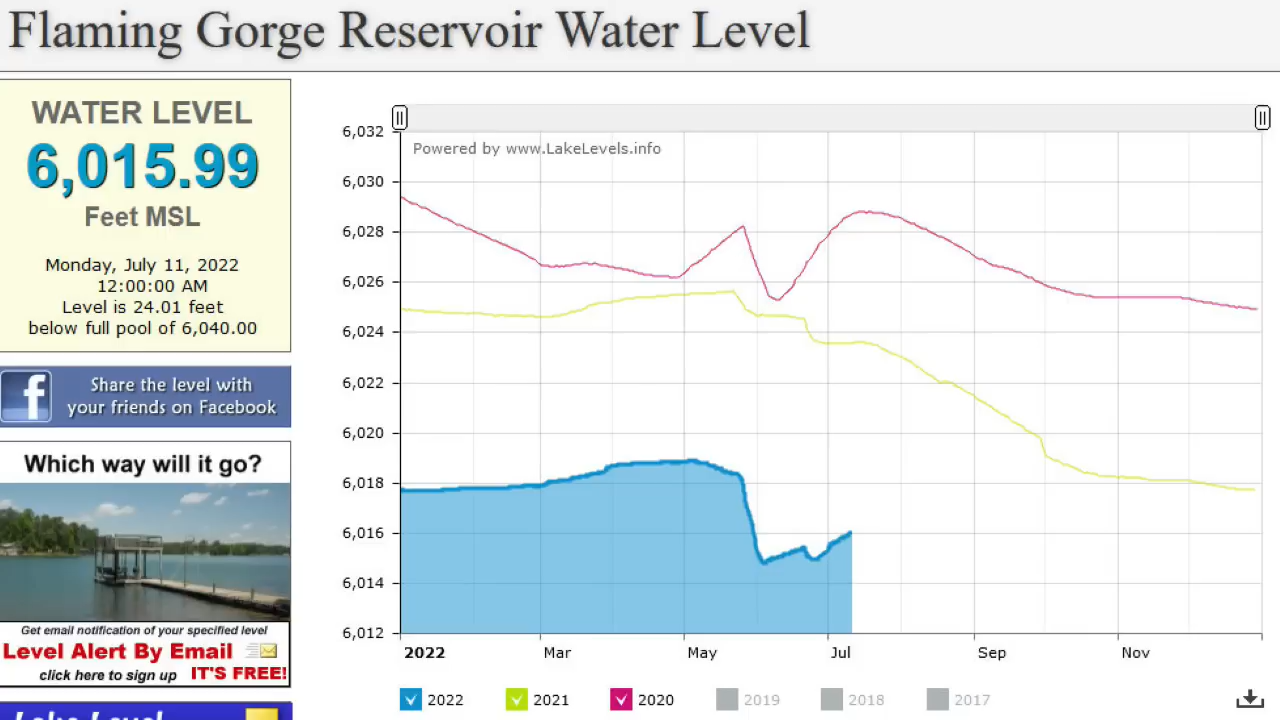 Flaming Gorge Reservoir Water Level
WATER LEVEL
6,015.99
Feet MSL
Monday, July 11, 2022
12:00:00 AM
Level is 24.01 feet
below full pool of 6,040.00
Share the level with
your friends on Facebook
Which way will it go?
Get email notification of your specified level
Level Alert By Email
click here to sign up IT'S FREE!
Lake Level
Powered by www.LakeLevels.info
6,032
6,030
6,028
6,026
6,024
6,022
6,020
6,018
6,016
6,014
6,012
2022 Mar May Jul Sep Nov
2022 2021 2020 2019 2018 2017